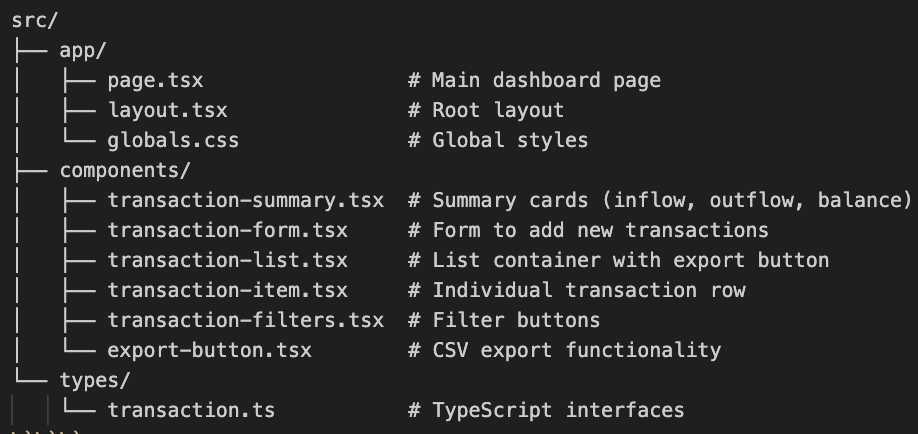 src/
├── app/
│   ├── page.tsx                 # Main dashboard page
│   ├── layout.tsx               # Root layout
│   └── globals.css              # Global styles
├── components/
│   ├── transaction-summary.tsx  # Summary cards (inflow, outflow, balance)
│   ├── transaction-form.tsx     # Form to add new transactions
│   ├── transaction-list.tsx     # List container with export button
│   ├── transaction-item.tsx     # Individual transaction row
│   ├── transaction-filters.tsx  # Filter buttons
│   └── export-button.tsx        # CSV export functionality
└── types/
    └── transaction.ts           # TypeScript interfaces